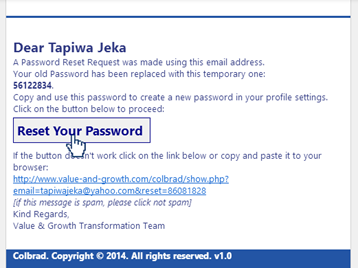 Dear Tapiwa Jeka
A Password Reset Request was made using this email address.
Your old Password has been replaced with this temporary one:
56122834.
Copy and use this password to create a new password in your profile settings.
Click on the button below to proceed:
Reset Your Password
If the button doesn't work click on the link below or copy and paste it to your
browser:
http://www.value-and-growth.com/colbrad/show.php?
email=tapiwajeka@yahoo.com&reset=86081828
[if this message is spam, please click not spam]
Kind Regards,
Value & Growth Transformation Team
Colbrad. Copyright © 2014. All rights reserved. v1.0